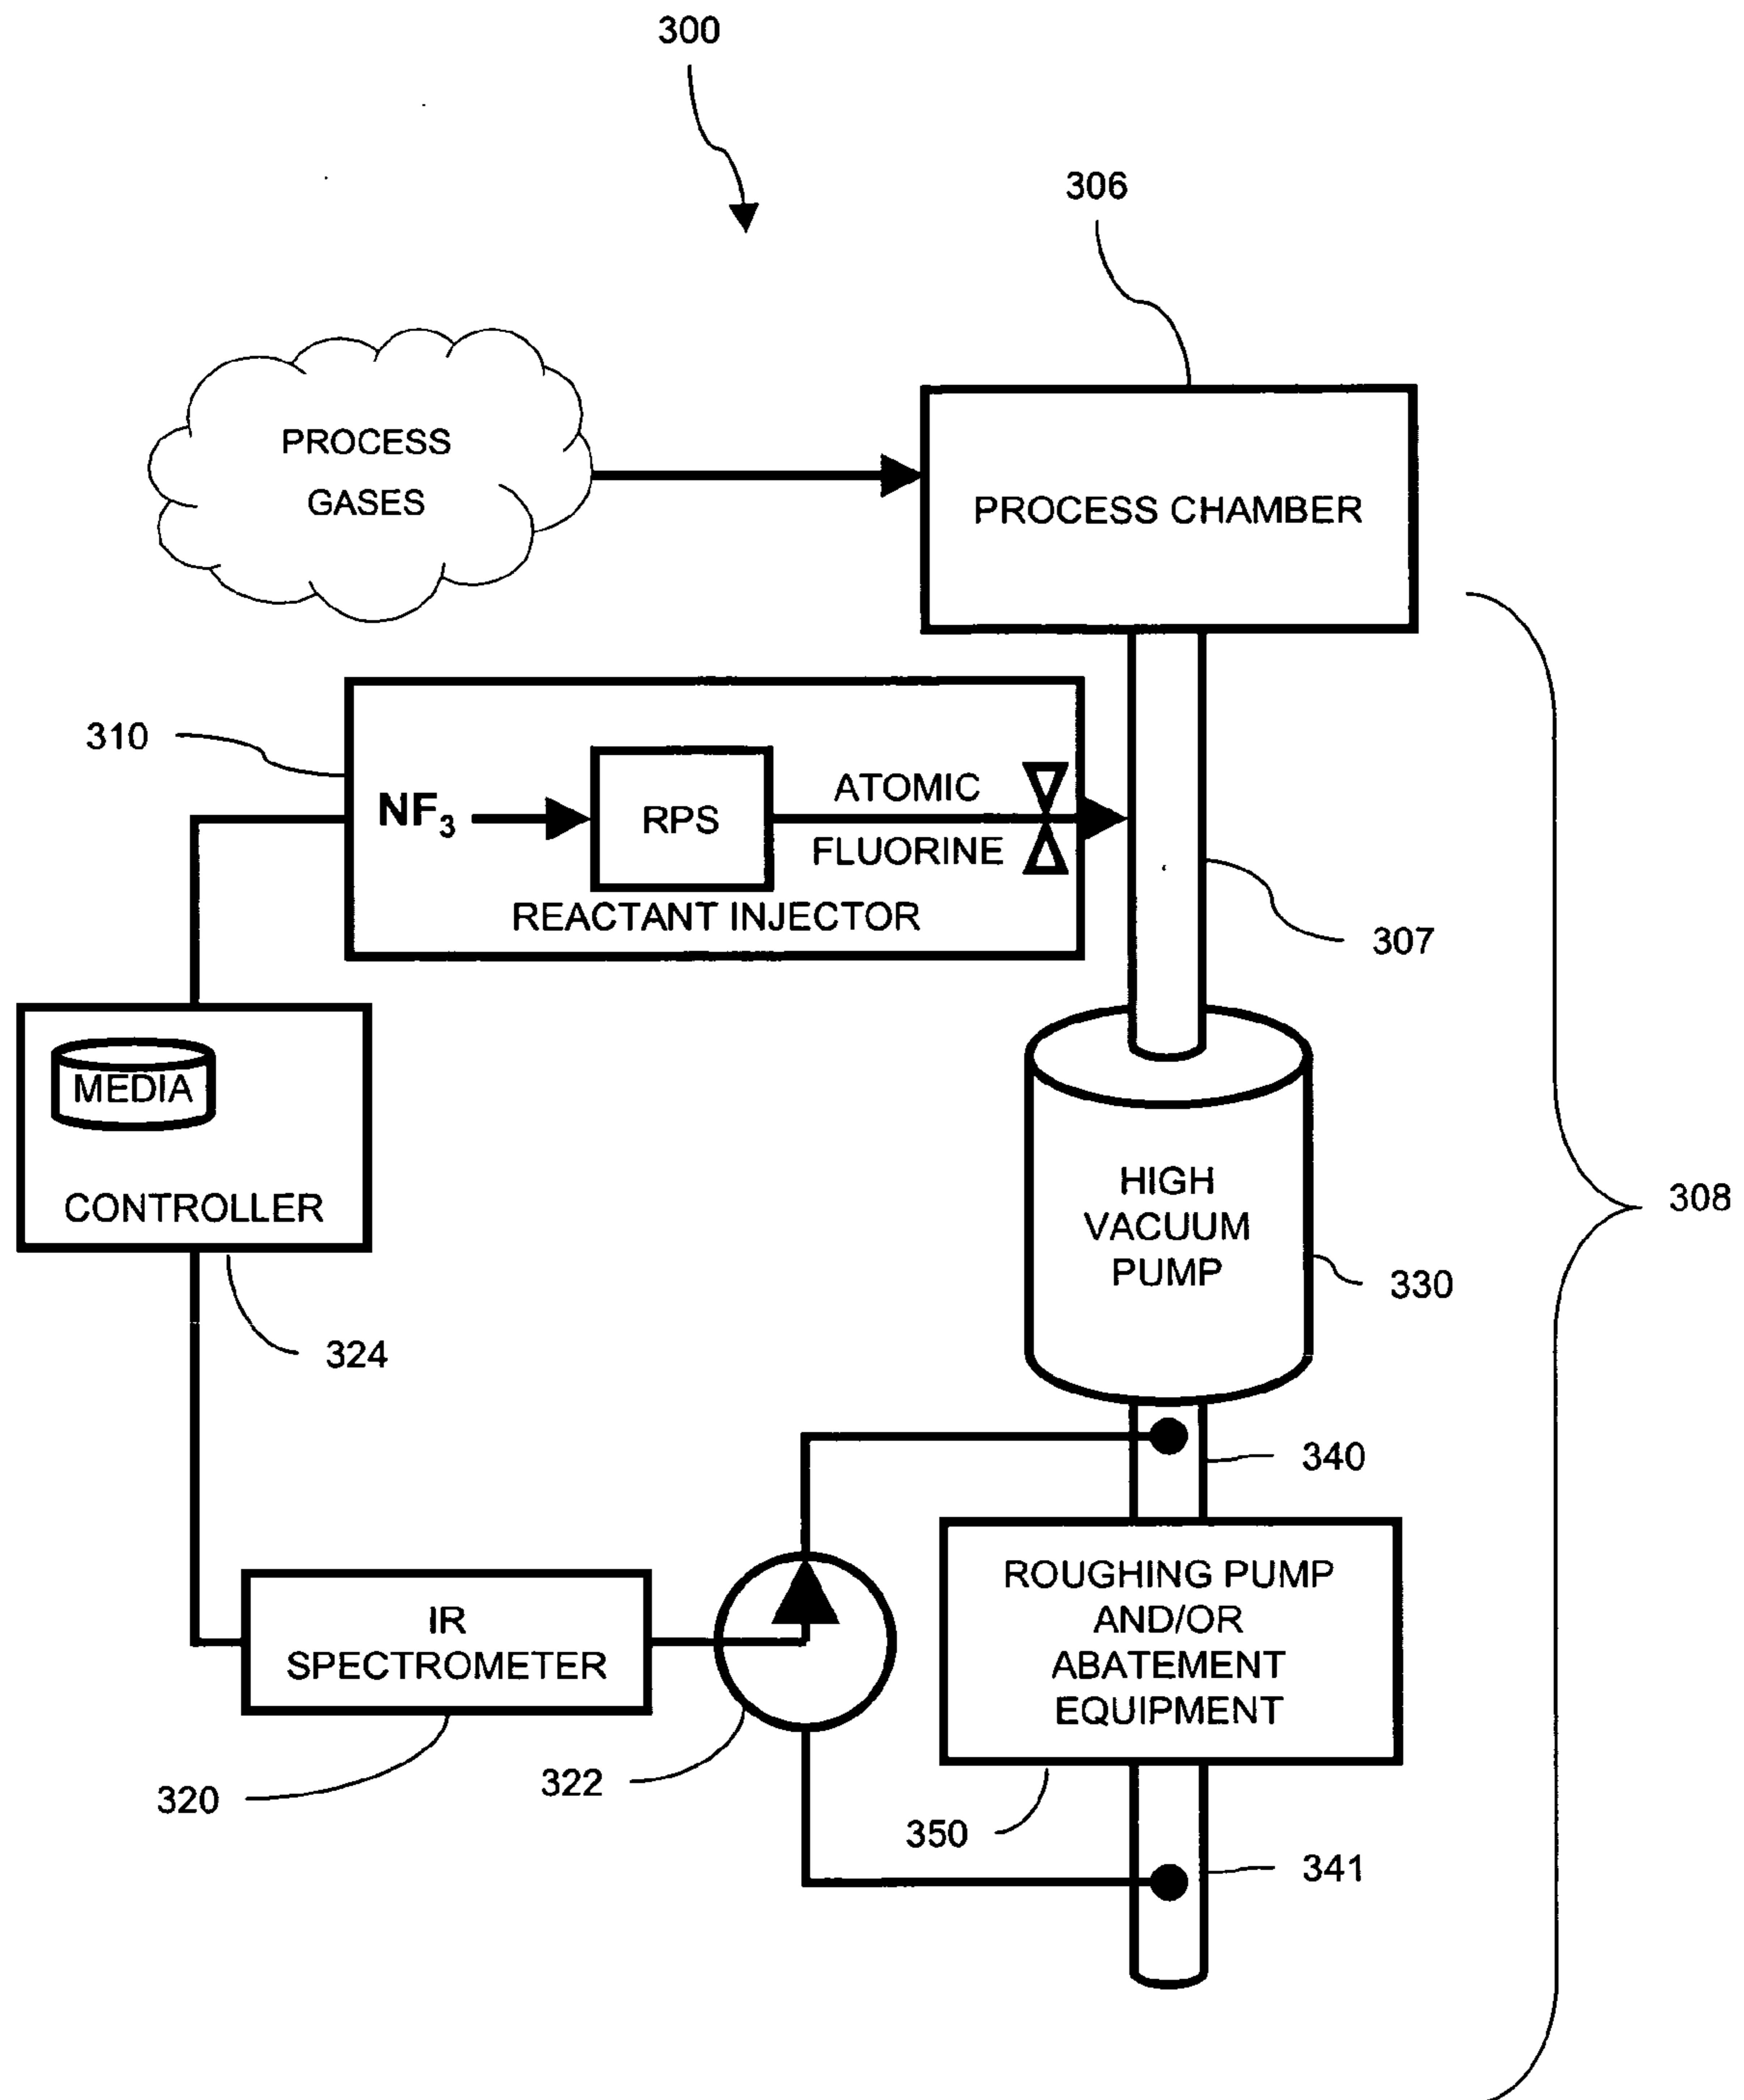 300
306
PROCESS
GASES
PROCESS CHAMBER
310
NF₃
RPS
ATOMIC
FLUORINE
REACTANT INJECTOR
307
MEDIA
CONTROLLER
HIGH
VACUUM
PUMP
308
330
324
340
ROUGHING PUMP
AND/OR
ABATEMENT
EQUIPMENT
IR
SPECTROMETER
320
322
350
341